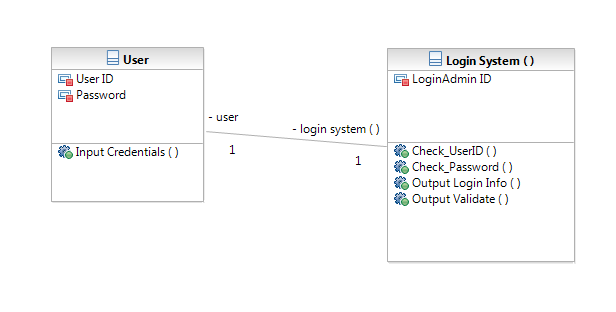 User
User ID
Password
Input Credentials ( )
- user
1
- login system ( )
1
Login System ( )
LoginAdmin ID
Check_UserID ( )
Check_Password ( )
Output Login Info ( )
Output Validate ( )